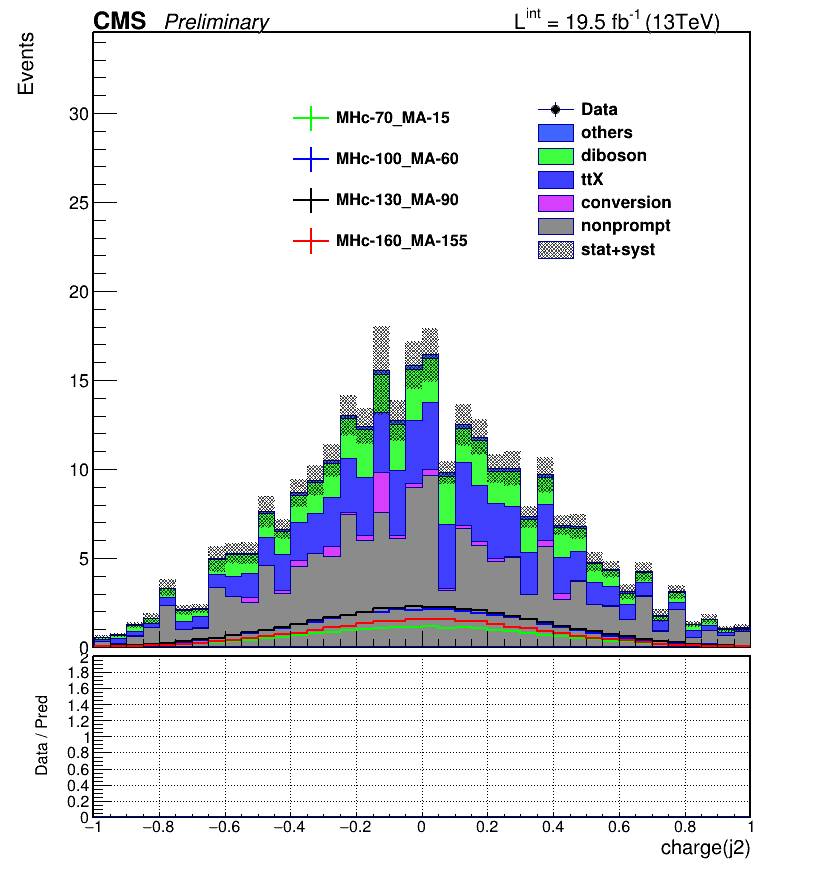 CMS Preliminary L^int = 19.5 fb^-1 (13TeV)
Events
30
25
20
15
10
5
0
MHc-70_MA-15
MHc-100_MA-60
MHc-130_MA-90
MHc-160_MA-155
Data
others
diboson
ttX
conversion
nonprompt
stat+syst
Data / Pred
2
1.8
1.6
1.4
1.2
1
0.8
0.6
0.4
0.2
0
−1 −0.8 −0.6 −0.4 −0.2 0 0.2 0.4 0.6 0.8 1
charge(j2)